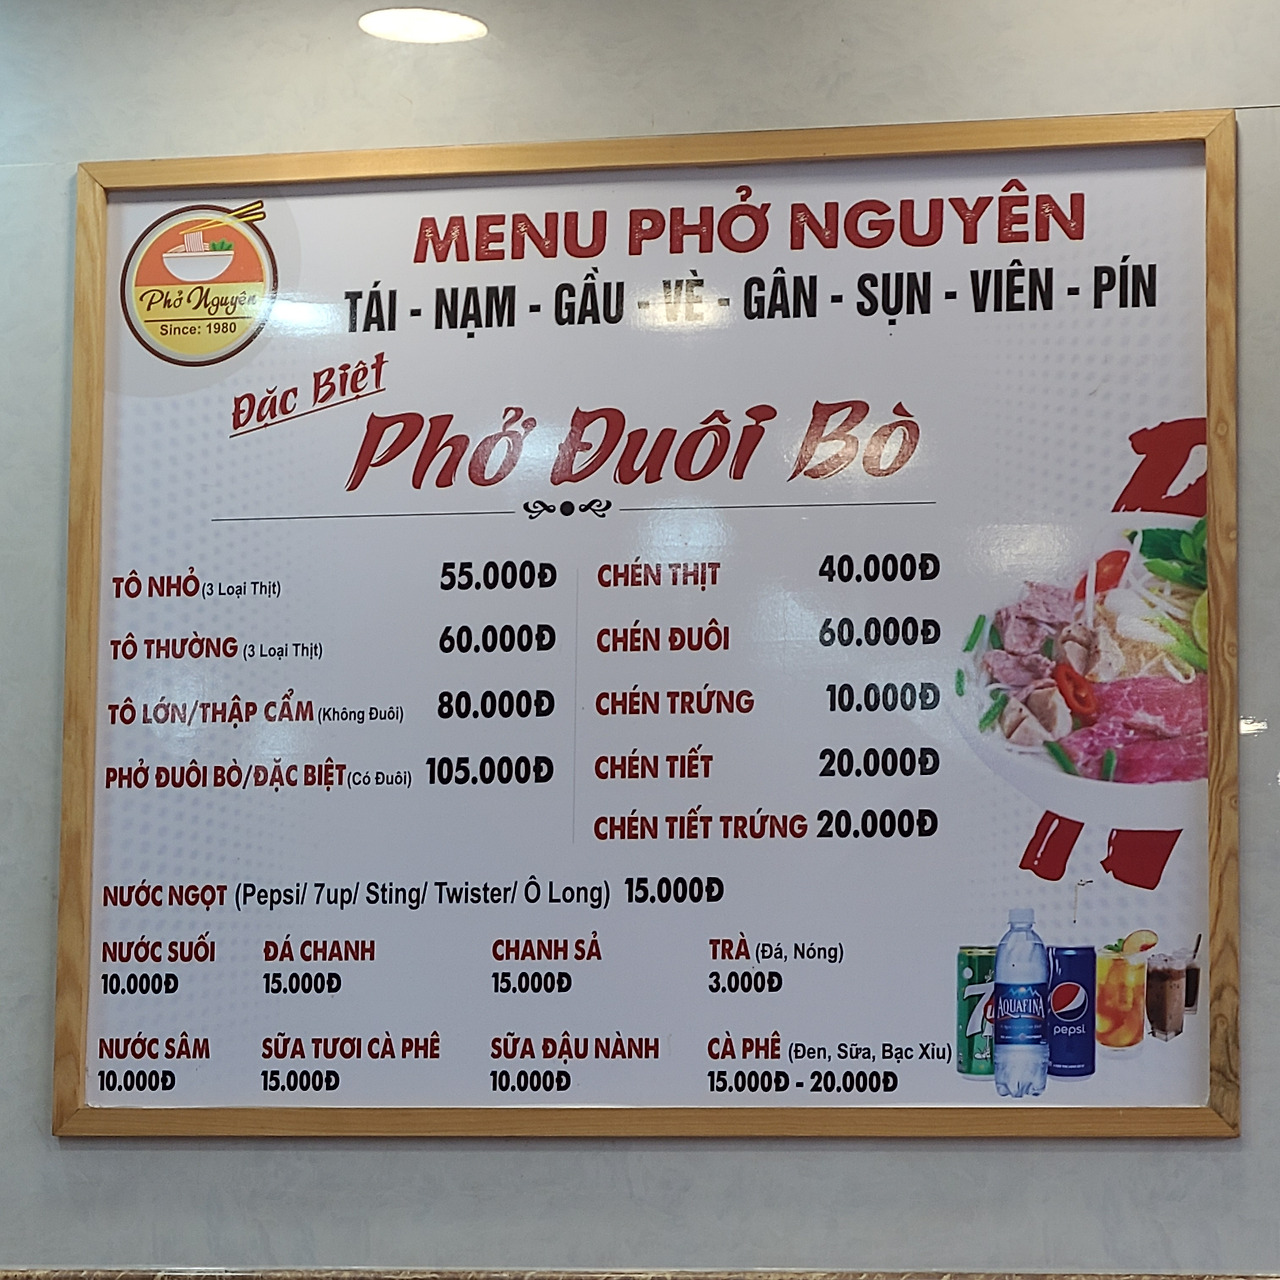 MENU PHỞ NGUYÊN
Phở Nguyên
Since: 1980
TÁI - NẠM - GẦU - VÈ - GÂN - SỤN - VIÊN - PÍN
Đặc Biệt
Phở Đuôi Bò
TÔ NHỎ (3 Loại Thịt) 55.000Đ
TÔ THƯỜNG (3 Loại Thịt) 60.000Đ
TÔ LỚN/THẬP CẨM (Không Đuôi) 80.000Đ
PHỞ ĐUÔI BÒ/ĐẶC BIỆT (Có Đuôi) 105.000Đ
CHÉN THỊT 40.000Đ
CHÉN ĐUÔI 60.000Đ
CHÉN TRỨNG 10.000Đ
CHÉN TIẾT 20.000Đ
CHÉN TIẾT TRỨNG 20.000Đ
NƯỚC NGỌT (Pepsi/ 7up/ Sting/ Twister/ Ô Long) 15.000Đ
NƯỚC SUỐI ĐÁ CHANH CHANH SẢ TRÀ (Đá, Nóng)
10.000Đ 15.000Đ 15.000Đ 3.000Đ
NƯỚC SÂM SỮA TƯƠI CÀ PHÊ SỮA ĐẬU NÀNH CÀ PHÊ (Đen, Sữa, Bạc Xỉu)
10.000Đ 15.000Đ 10.000Đ 15.000Đ - 20.000Đ
7
AQUAFINA
pepsi